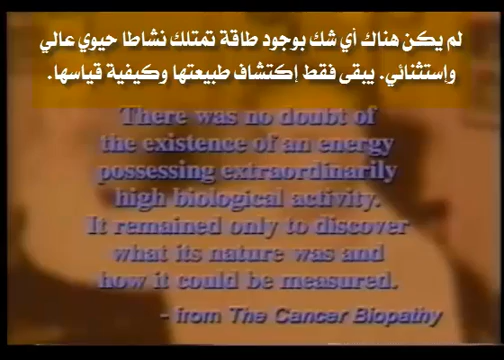 لم يكن هناك أي شك بوجود طاقة تمتلك نشاطا حيوي عالي
وإستثنائي. يبقى فقط إكتشاف طبيعتها وكيفية قياسها.
There was no doubt of
the existence of an energy
possessing extraordinarily
high biological activity.
It remained only to discover
what its nature was and
how it could be measured.
- from The Cancer Biopathy